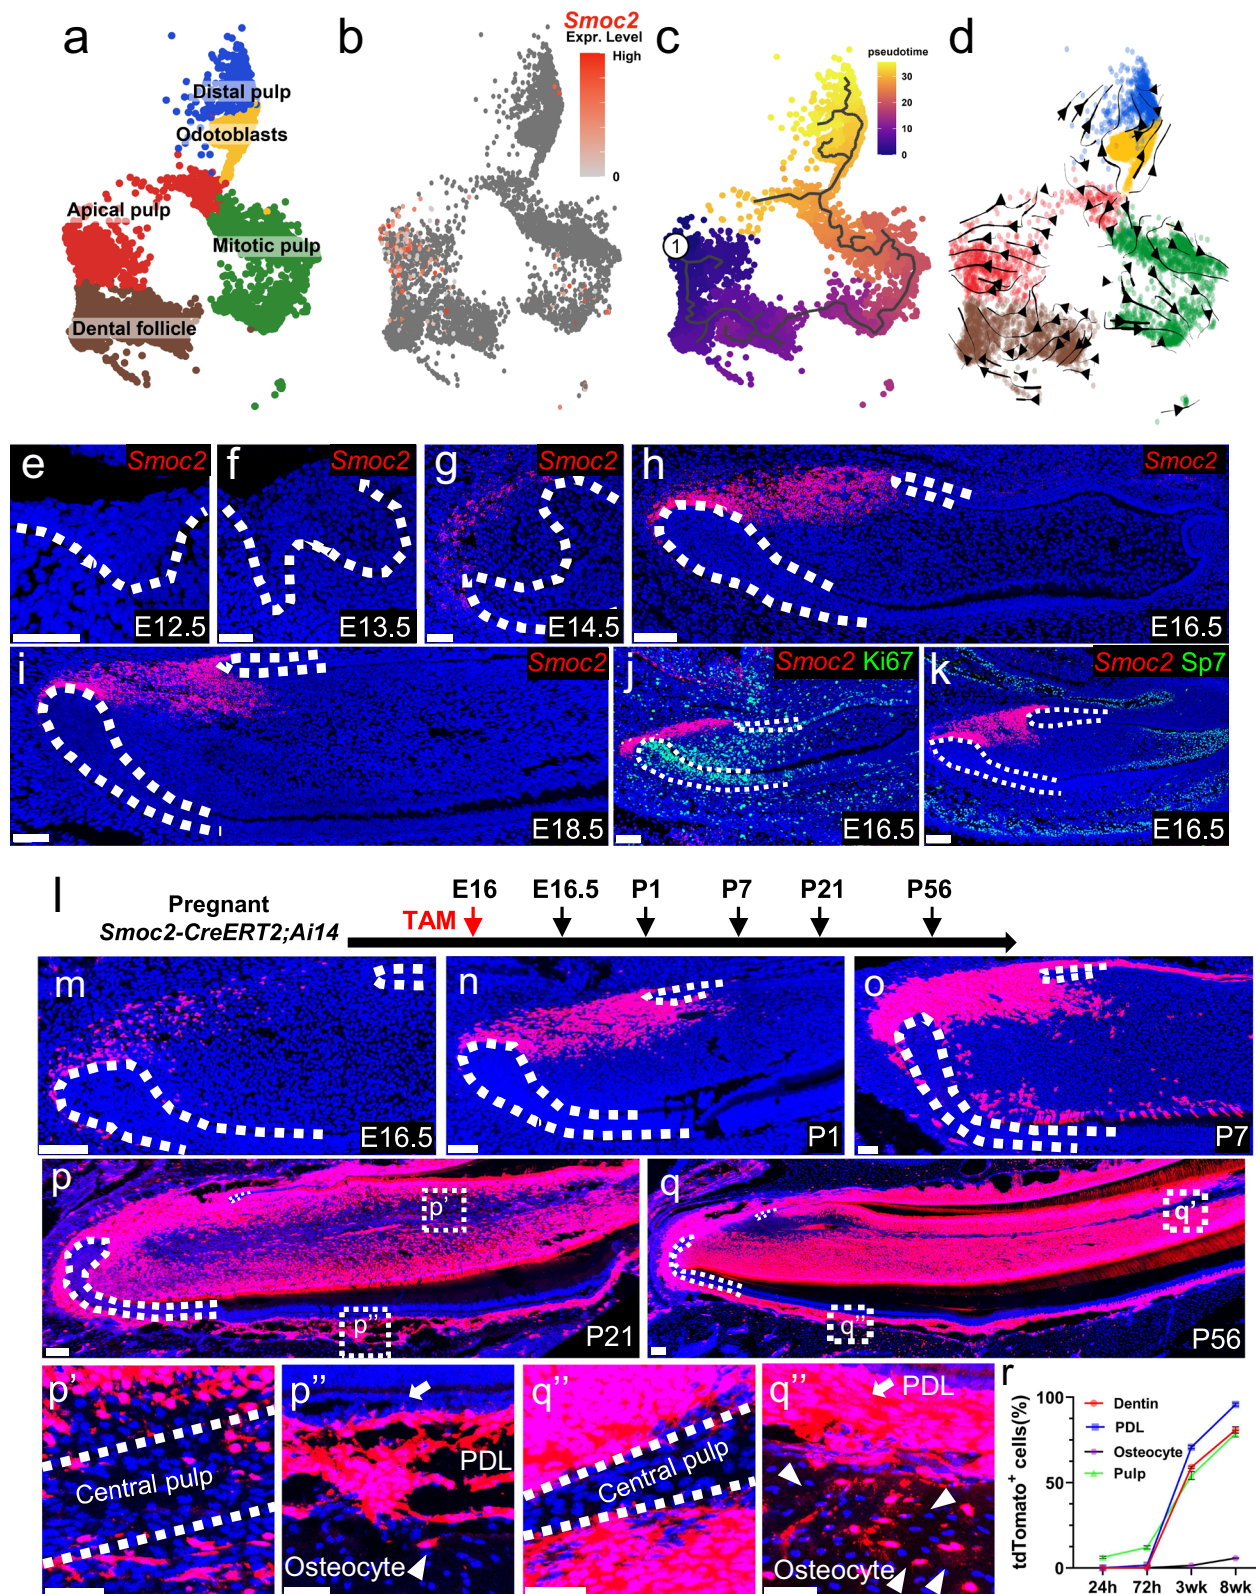 a
b
c
d
Smoc2
Expr. Level
High
0
pseudotime
30
20
10
0
Distal pulp
Odotoblasts
Apical pulp
Mitotic pulp
Dental follicle
1
e
Smoc2
E12.5
f
Smoc2
E13.5
g
Smoc2
E14.5
h
Smoc2
E16.5
i
Smoc2
E18.5
j
Smoc2 Ki67
E16.5
k
Smoc2 Sp7
E16.5
l
Pregnant
Smoc2-CreERT2;Ai14
TAM
E16
E16.5
P1
P7
P21
P56
m
E16.5
n
P1
o
P7
p
p'
p''
P21
q
q'
q''
P56
p'
Central pulp
p''
PDL
Osteocyte
q''
Central pulp
q''
PDL
Osteocyte
r
tdTomato+ cells(%)
100
50
0
Dentin
PDL
Osteocyte
Pulp
24h 72h 3wk 8wk